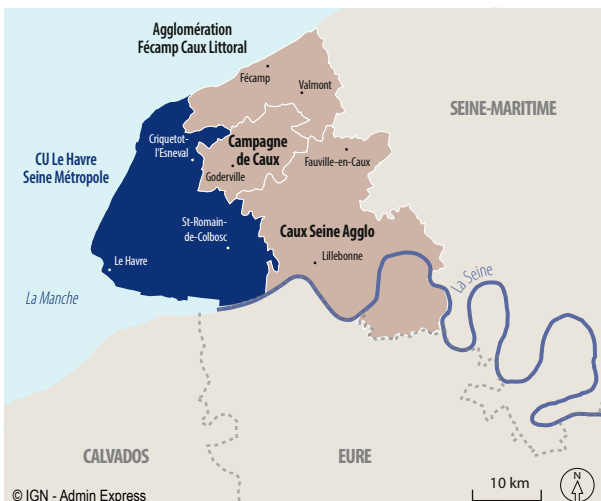 Agglomération
Fécamp Caux Littoral
Fécamp
Valmont
SEINE-MARITIME
Criquetot-
l'Esneval
Campagne
de Caux
CU Le Havre
Seine Métropole
Fauville-en-Caux
Goderville
St-Romain-
de-Colbosc
Caux Seine Agglo
Le Havre
Lillebonne
La Seine
La Manche
CALVADOS
EURE
10 km
N
© IGN - Admin Express